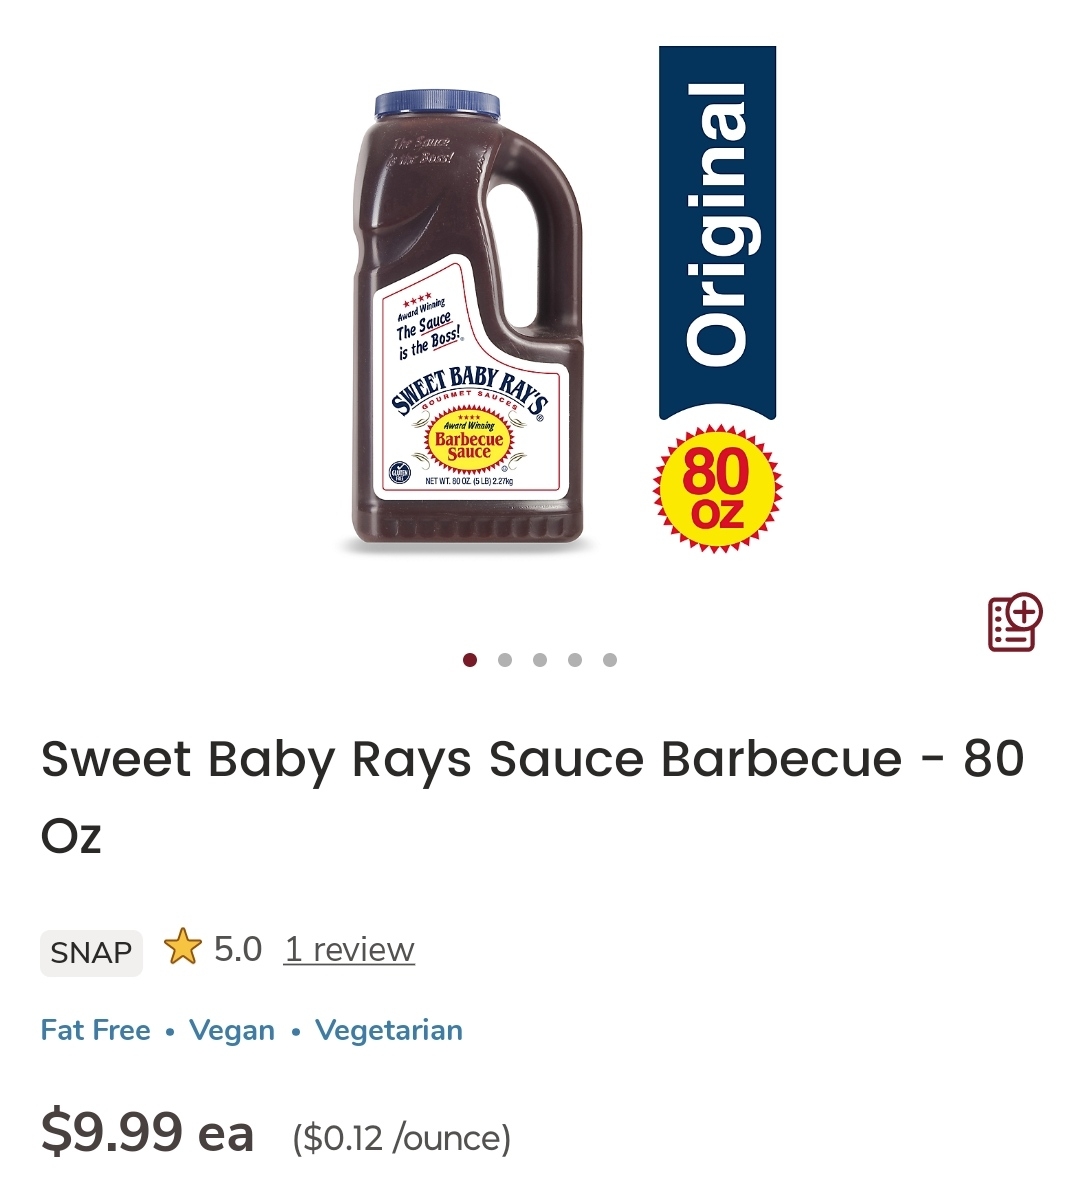 The Sauce
is the Boss!
Original
Award Winning
The Sauce
is the Boss!
SWEET BABY RAY'S®
GOURMET SAUCES
Award Winning
Barbecue
Sauce
GLUTEN
FREE
NET WT. 80 OZ. (5 LB) 2.27kg
80
oz
Sweet Baby Rays Sauce Barbecue - 80
Oz
SNAP 5.0 1 review
Fat Free • Vegan • Vegetarian
$9.99 ea ($0.12 /ounce)